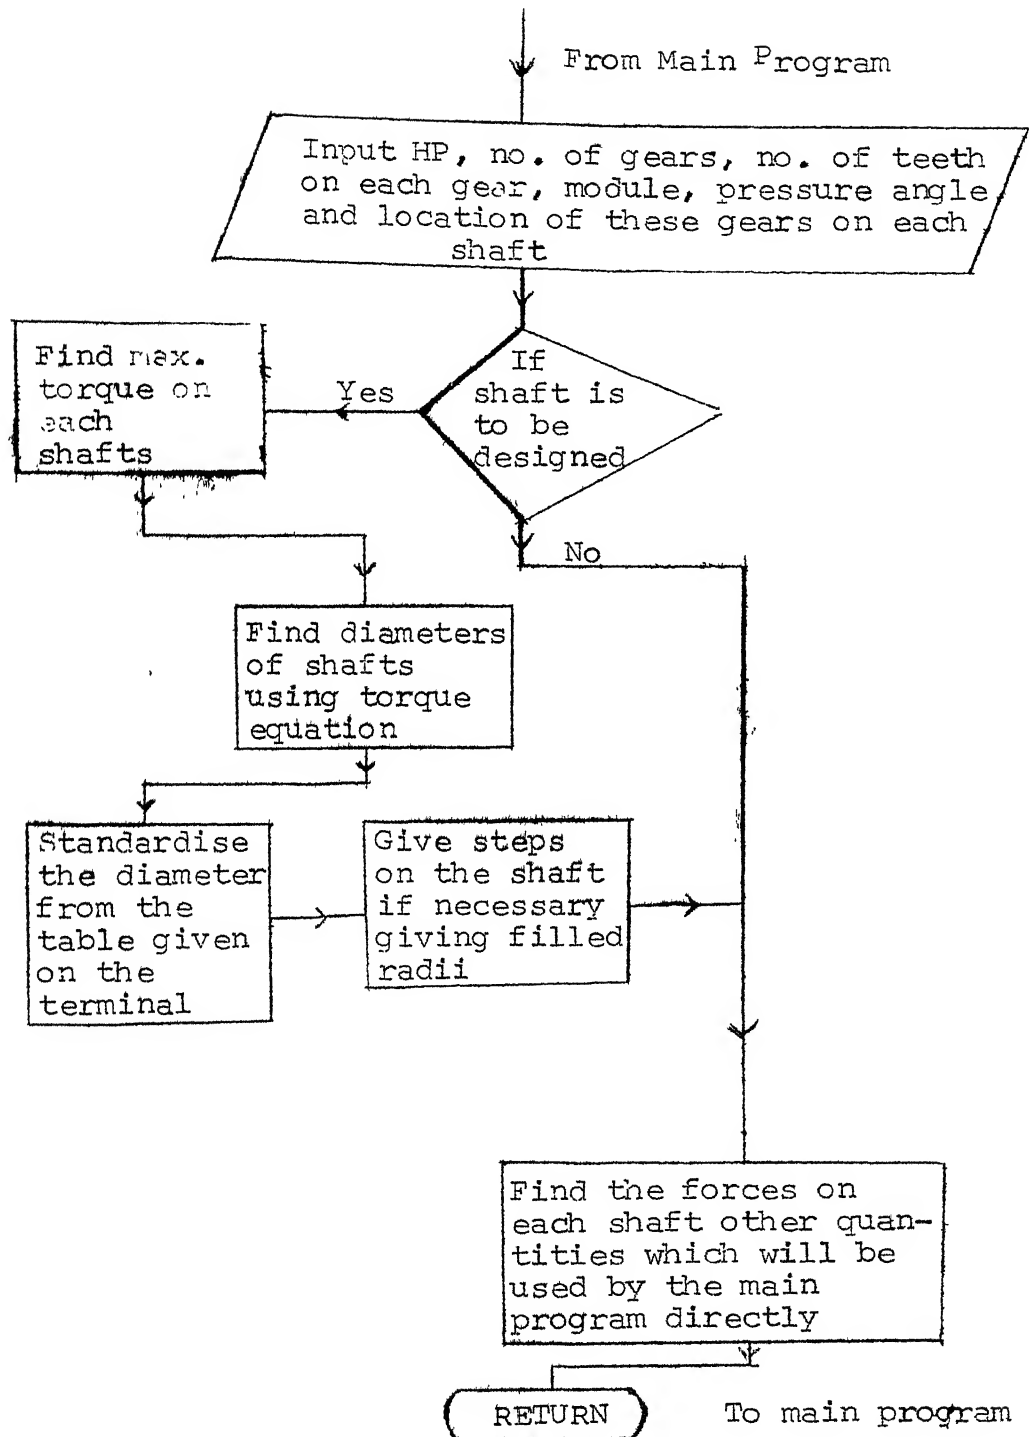 From Main Program
Input HP, no. of gears, no. of teeth
on each gear, module, pressure angle
and location of these gears on each
shaft
If
shaft is
to be
designed
Yes
Find max.
torque on
each
shafts
No
Find diameters
of shafts
using torque
equation
Standardise
the diameter
from the
table given
on the
terminal
Give steps
on the shaft
if necessary
giving filled
radii
Find the forces on
each shaft other quan-
tities which will be
used by the main
program directly
RETURN
To main program